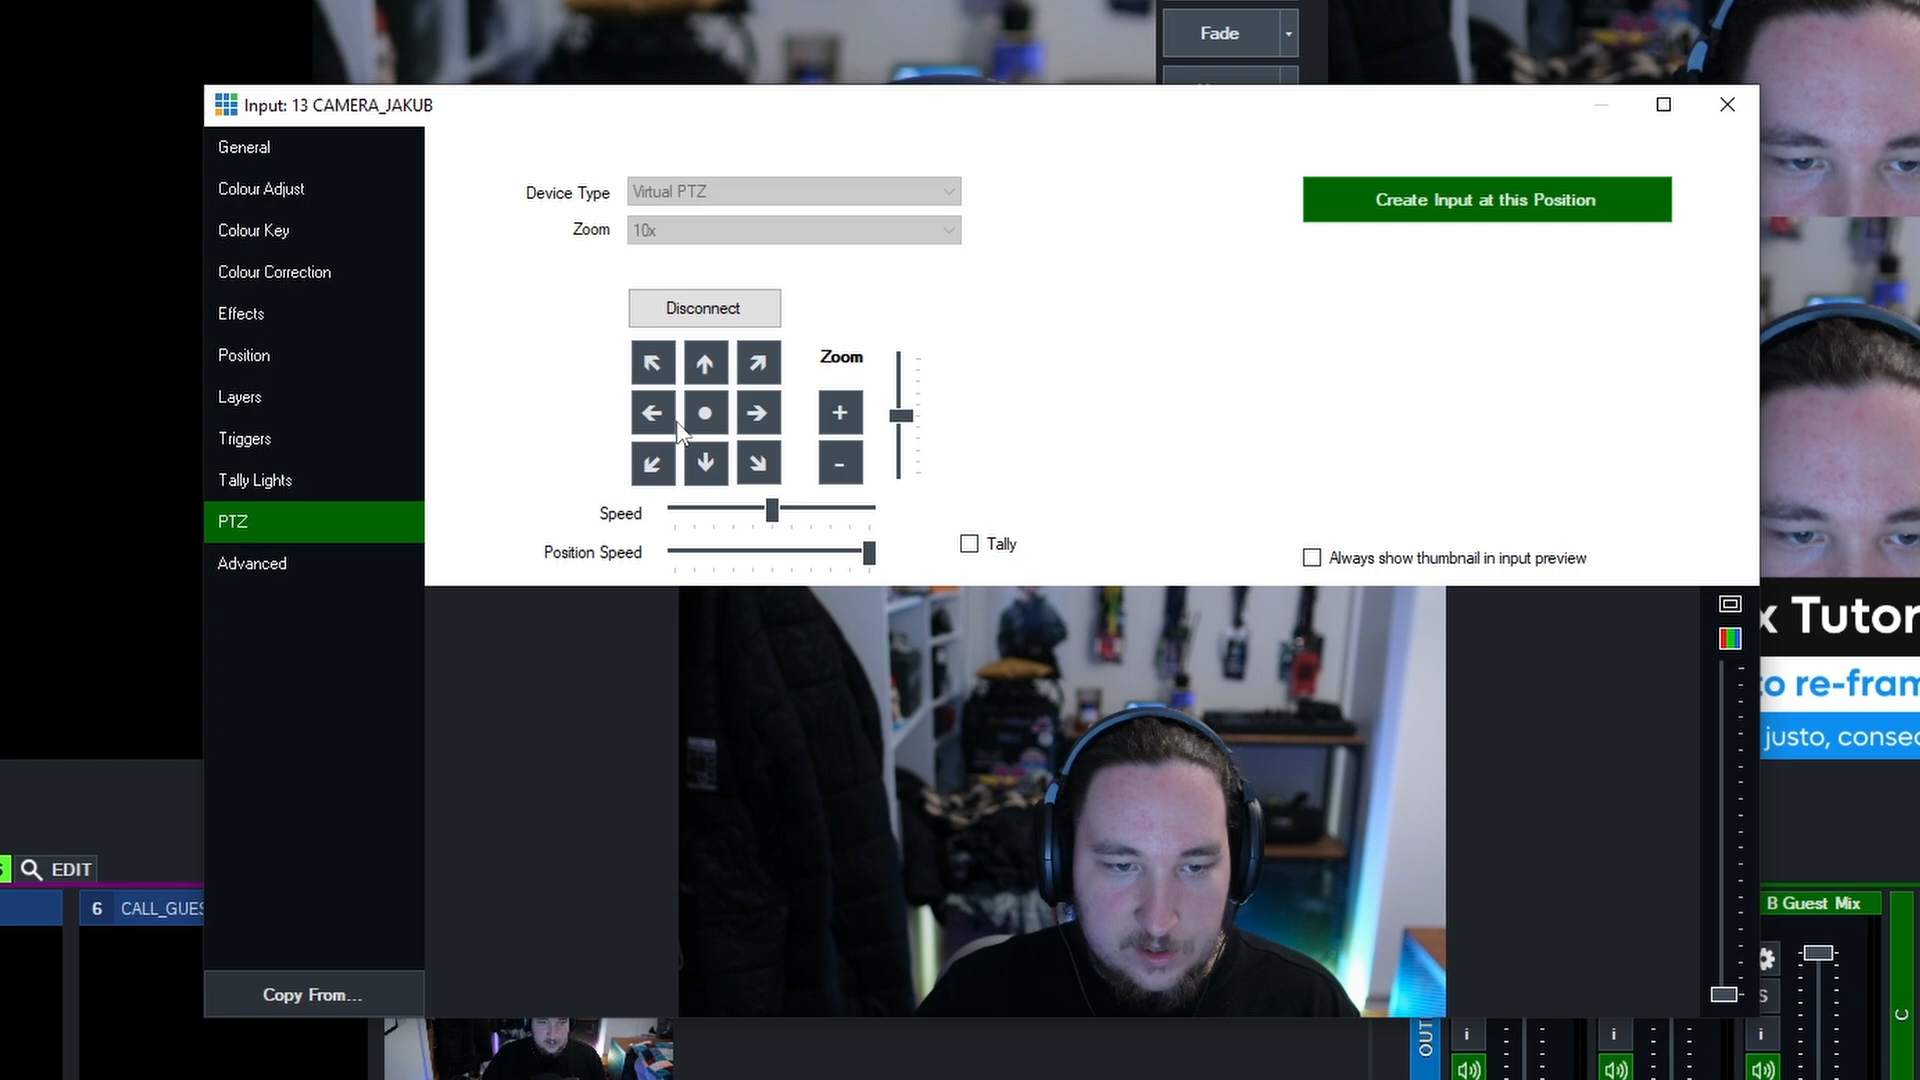 Fade
Input: 13 CAMERA_JAKUB
General
Colour Adjust
Colour Key
Colour Correction
Effects
Position
Layers
Triggers
Tally Lights
PTZ
Advanced
Copy From...
Device Type
Virtual PTZ
Zoom
10x
Create Input at this Position
Disconnect
Zoom
+
-
Speed
Position Speed
Tally
Always show thumbnail in input preview
x Tutor
to re-fram
justo, consec
EDIT
6 CALL_GUES
B Guest Mix
S
i
i
i
OUT
C